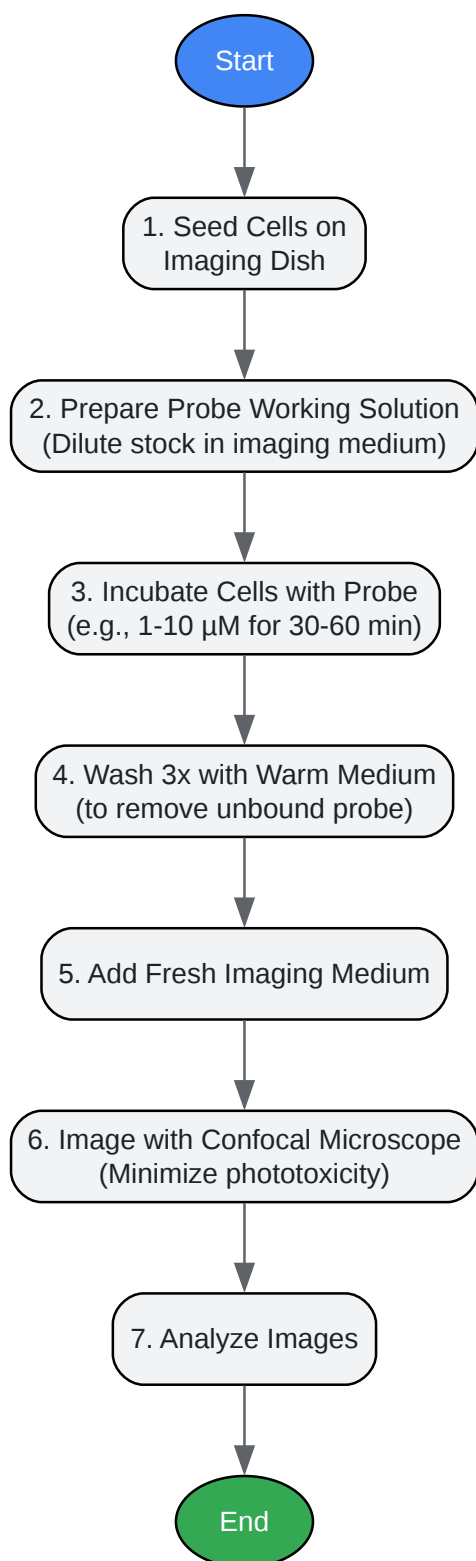 Start
1. Seed Cells on
Imaging Dish
2. Prepare Probe Working Solution
(Dilute stock in imaging medium)
3. Incubate Cells with Probe
(e.g., 1-10 µM for 30-60 min)
4. Wash 3x with Warm Medium
(to remove unbound probe)
5. Add Fresh Imaging Medium
6. Image with Confocal Microscope
(Minimize phototoxicity)
7. Analyze Images
End